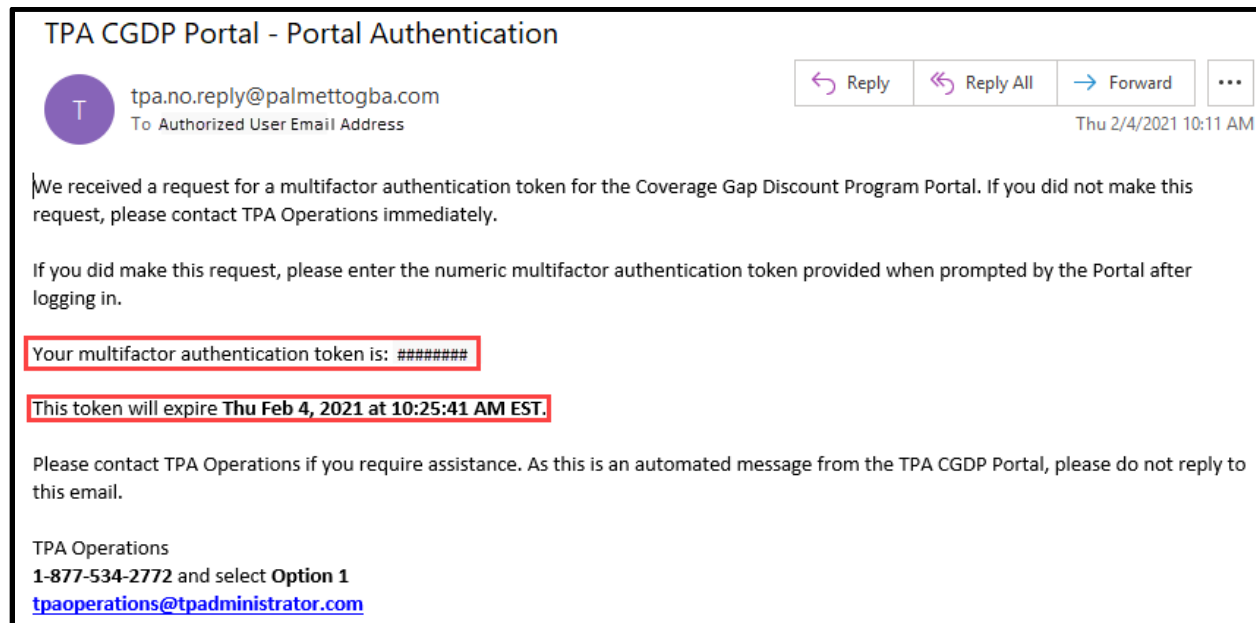 TPA CGDP Portal - Portal Authentication
T
tpa.no.reply@palmettogba.com
To Authorized User Email Address
Reply
Reply All
Forward
...
Thu 2/4/2021 10:11 AM
We received a request for a multifactor authentication token for the Coverage Gap Discount Program Portal. If you did not make this
request, please contact TPA Operations immediately.
If you did make this request, please enter the numeric multifactor authentication token provided when prompted by the Portal after
logging in.
Your multifactor authentication token is: ########
This token will expire Thu Feb 4, 2021 at 10:25:41 AM EST.
Please contact TPA Operations if you require assistance. As this is an automated message from the TPA CGDP Portal, please do not reply to
this email.
TPA Operations
1-877-534-2772 and select Option 1
tpaoperations@tpadministrator.com